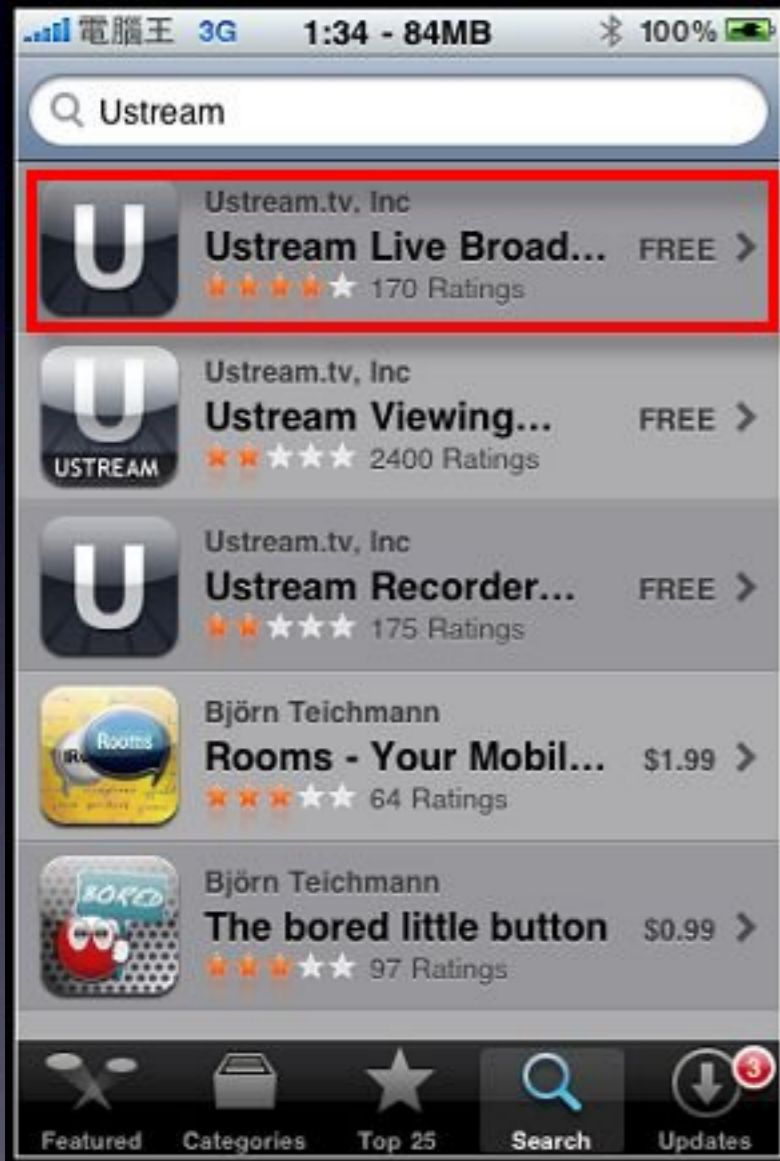 電腦王 3G 1:34 - 84MB 100%
Ustream
U
Ustream.tv, Inc
Ustream Live Broad... FREE
170 Ratings
U
USTREAM
Ustream.tv, Inc
Ustream Viewing... FREE
2400 Ratings
U
Ustream.tv, Inc
Ustream Recorder... FREE
175 Ratings
Rooms
Björn Teichmann
Rooms - Your Mobil... $1.99
64 Ratings
BORED
Björn Teichmann
The bored little button $0.99
97 Ratings
3
Featured Categories Top 25 Search Updates